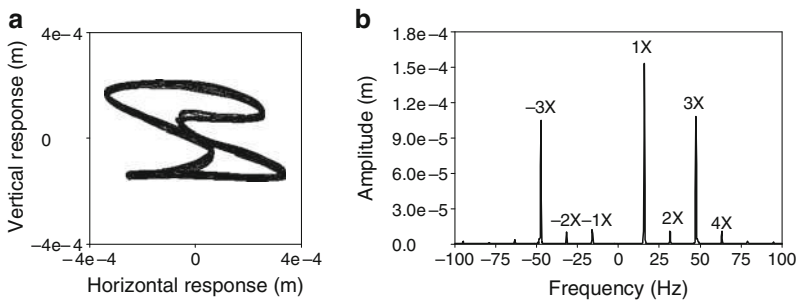 a
4e-4
0
−4e-4
−4e-4 0 4e-4
Vertical response (m)
Horizontal response (m)
b
1.8e-4
1.5e-4
1.2e-4
9.0e-5
6.0e-5
3.0e-5
0.0
Amplitude (m)
1X
−3X
3X
−2X −1X
2X
4X
−100 −75 −50 −25 0 25 50 75 100
Frequency (Hz)